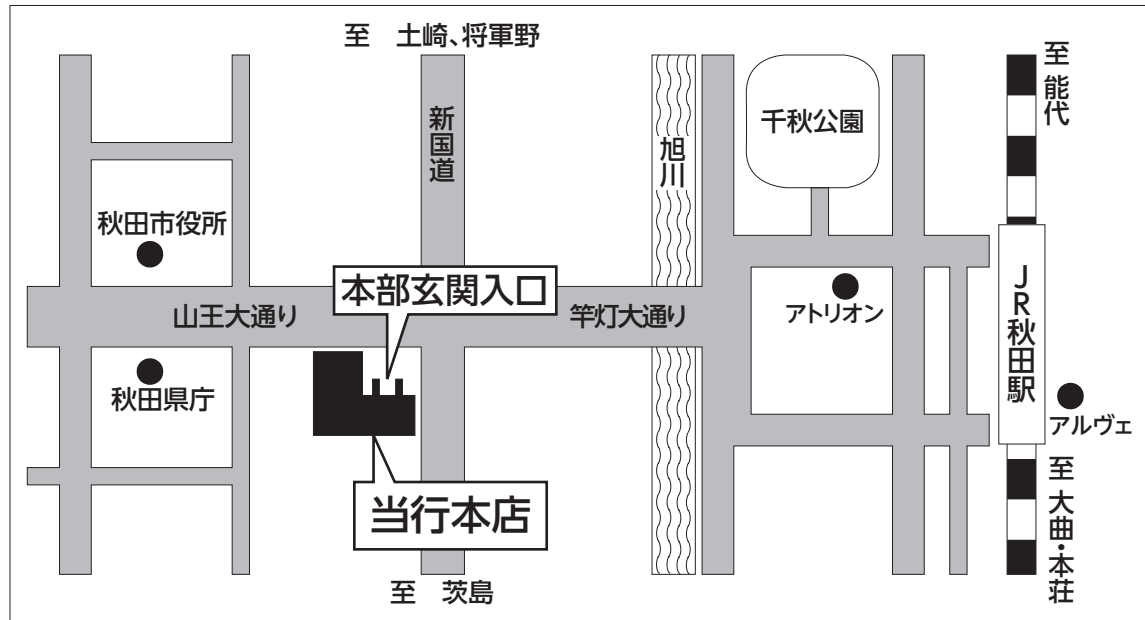 至 土崎、将軍野
至 能代
新国道
千秋公園
旭川
秋田市役所
本部玄関入口
山王大通り
竿灯大通り
アトリオン
JR秋田駅
秋田県庁
アルヴェ
当行本店
至 大曲・本荘
至 茨島